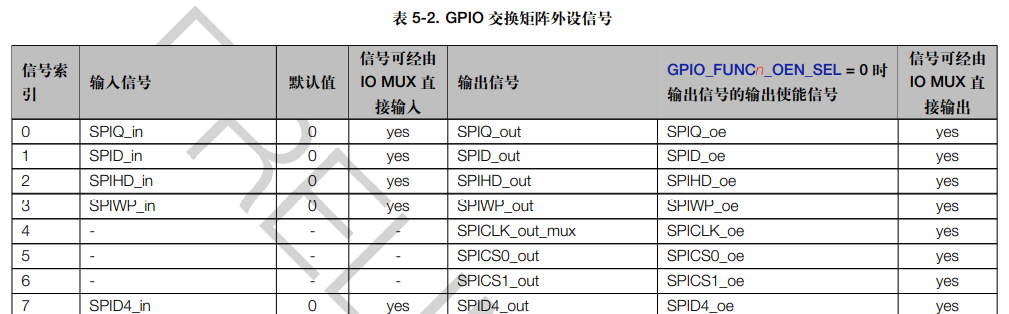 表 5-2. GPIO 交换矩阵外设信号
信号索引 输入信号 默认值 信号可经由 IO MUX 直接输入 输出信号 GPIO_FUNCn_OEN_SEL = 0 时输出信号的输出使能信号 信号可经由 IO MUX 直接输出
0 SPIQ_in 0 yes SPIQ_out SPIQ_oe yes
1 SPID_in 0 yes SPID_out SPID_oe yes
2 SPIHD_in 0 yes SPIHD_out SPIHD_oe yes
3 SPIWP_in 0 yes SPIWP_out SPIWP_oe yes
4 - - - SPICLK_out_mux SPICLK_oe yes
5 - - - SPICS0_out SPICS0_oe yes
6 - - - SPICS1_out SPICS1_oe yes
7 SPID4_in 0 yes SPID4_out SPID4_oe yes